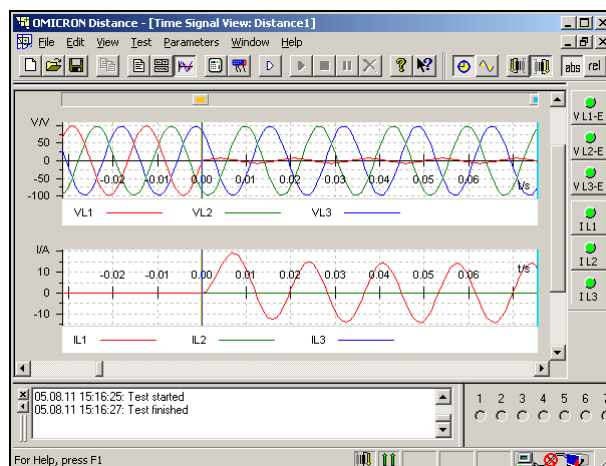 OMICRON Distance - [Time Signal View: Distance1]
File Edit View Test Parameters Window Help
abs rel
V/V
50
0
-50
-100
-0.02 -0.01 0.00 0.01 0.02 0.03 0.04 0.05 0.06 t/s
VL1 VL2 VL3
I/A
10
0
-10
-0.02 -0.01 0.00 0.01 0.02 0.03 0.04 0.05 0.06 t/s
IL1 IL2 IL3
V L1-E
V L2-E
V L3-E
I L1
I L2
I L3
05.08.11 15:16:25: Test started
05.08.11 15:16:27: Test finished
1 2 3 4 5 6
For Help, press F1